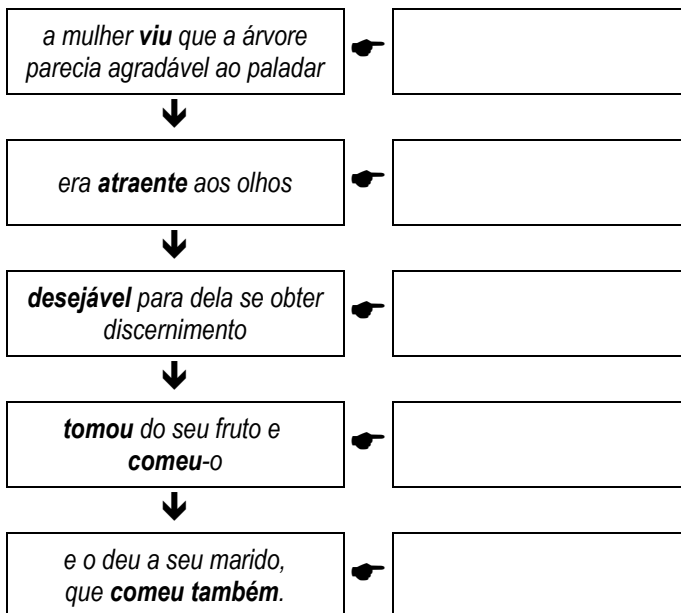 a mulher viu que a árvore
parecia agradável ao paladar
era atraente aos olhos
desejável para dela se obter
discernimento
tomou do seu fruto e
comeu-o
e o deu a seu marido,
que comeu também.